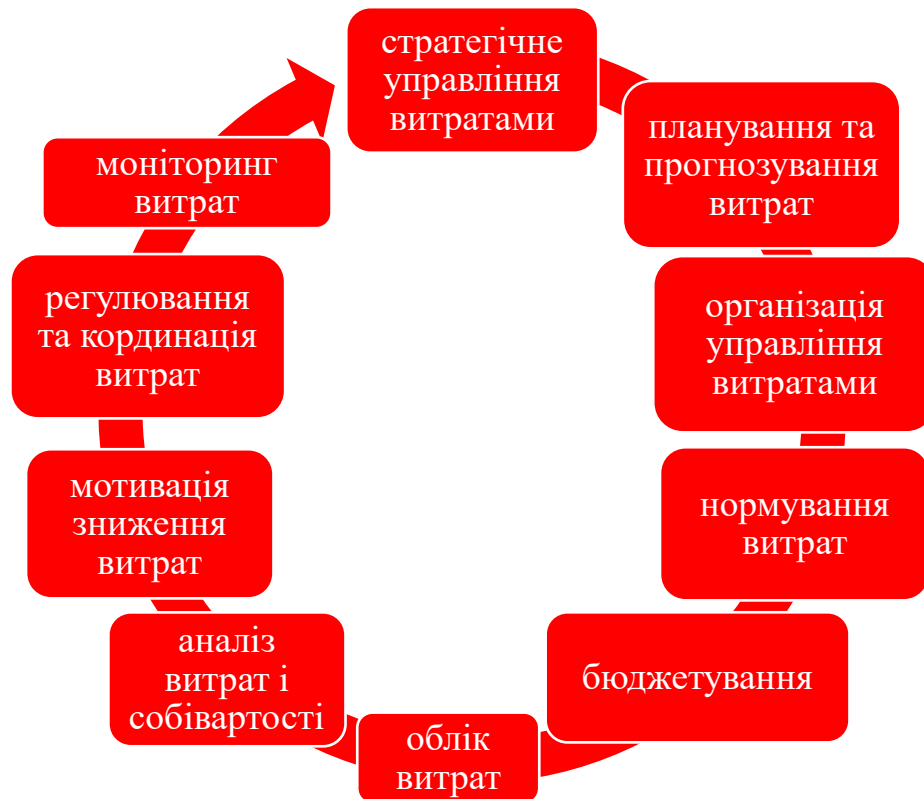 стратегічне
управління
витратами
планування та
прогнозування
витрат
організація
управління
витратами
нормування
витрат
бюджетування
облік
витрат
аналіз
витрат і
собівартості
мотивація
зниження
витрат
регулювання
та кординація
витрат
моніторинг
витрат